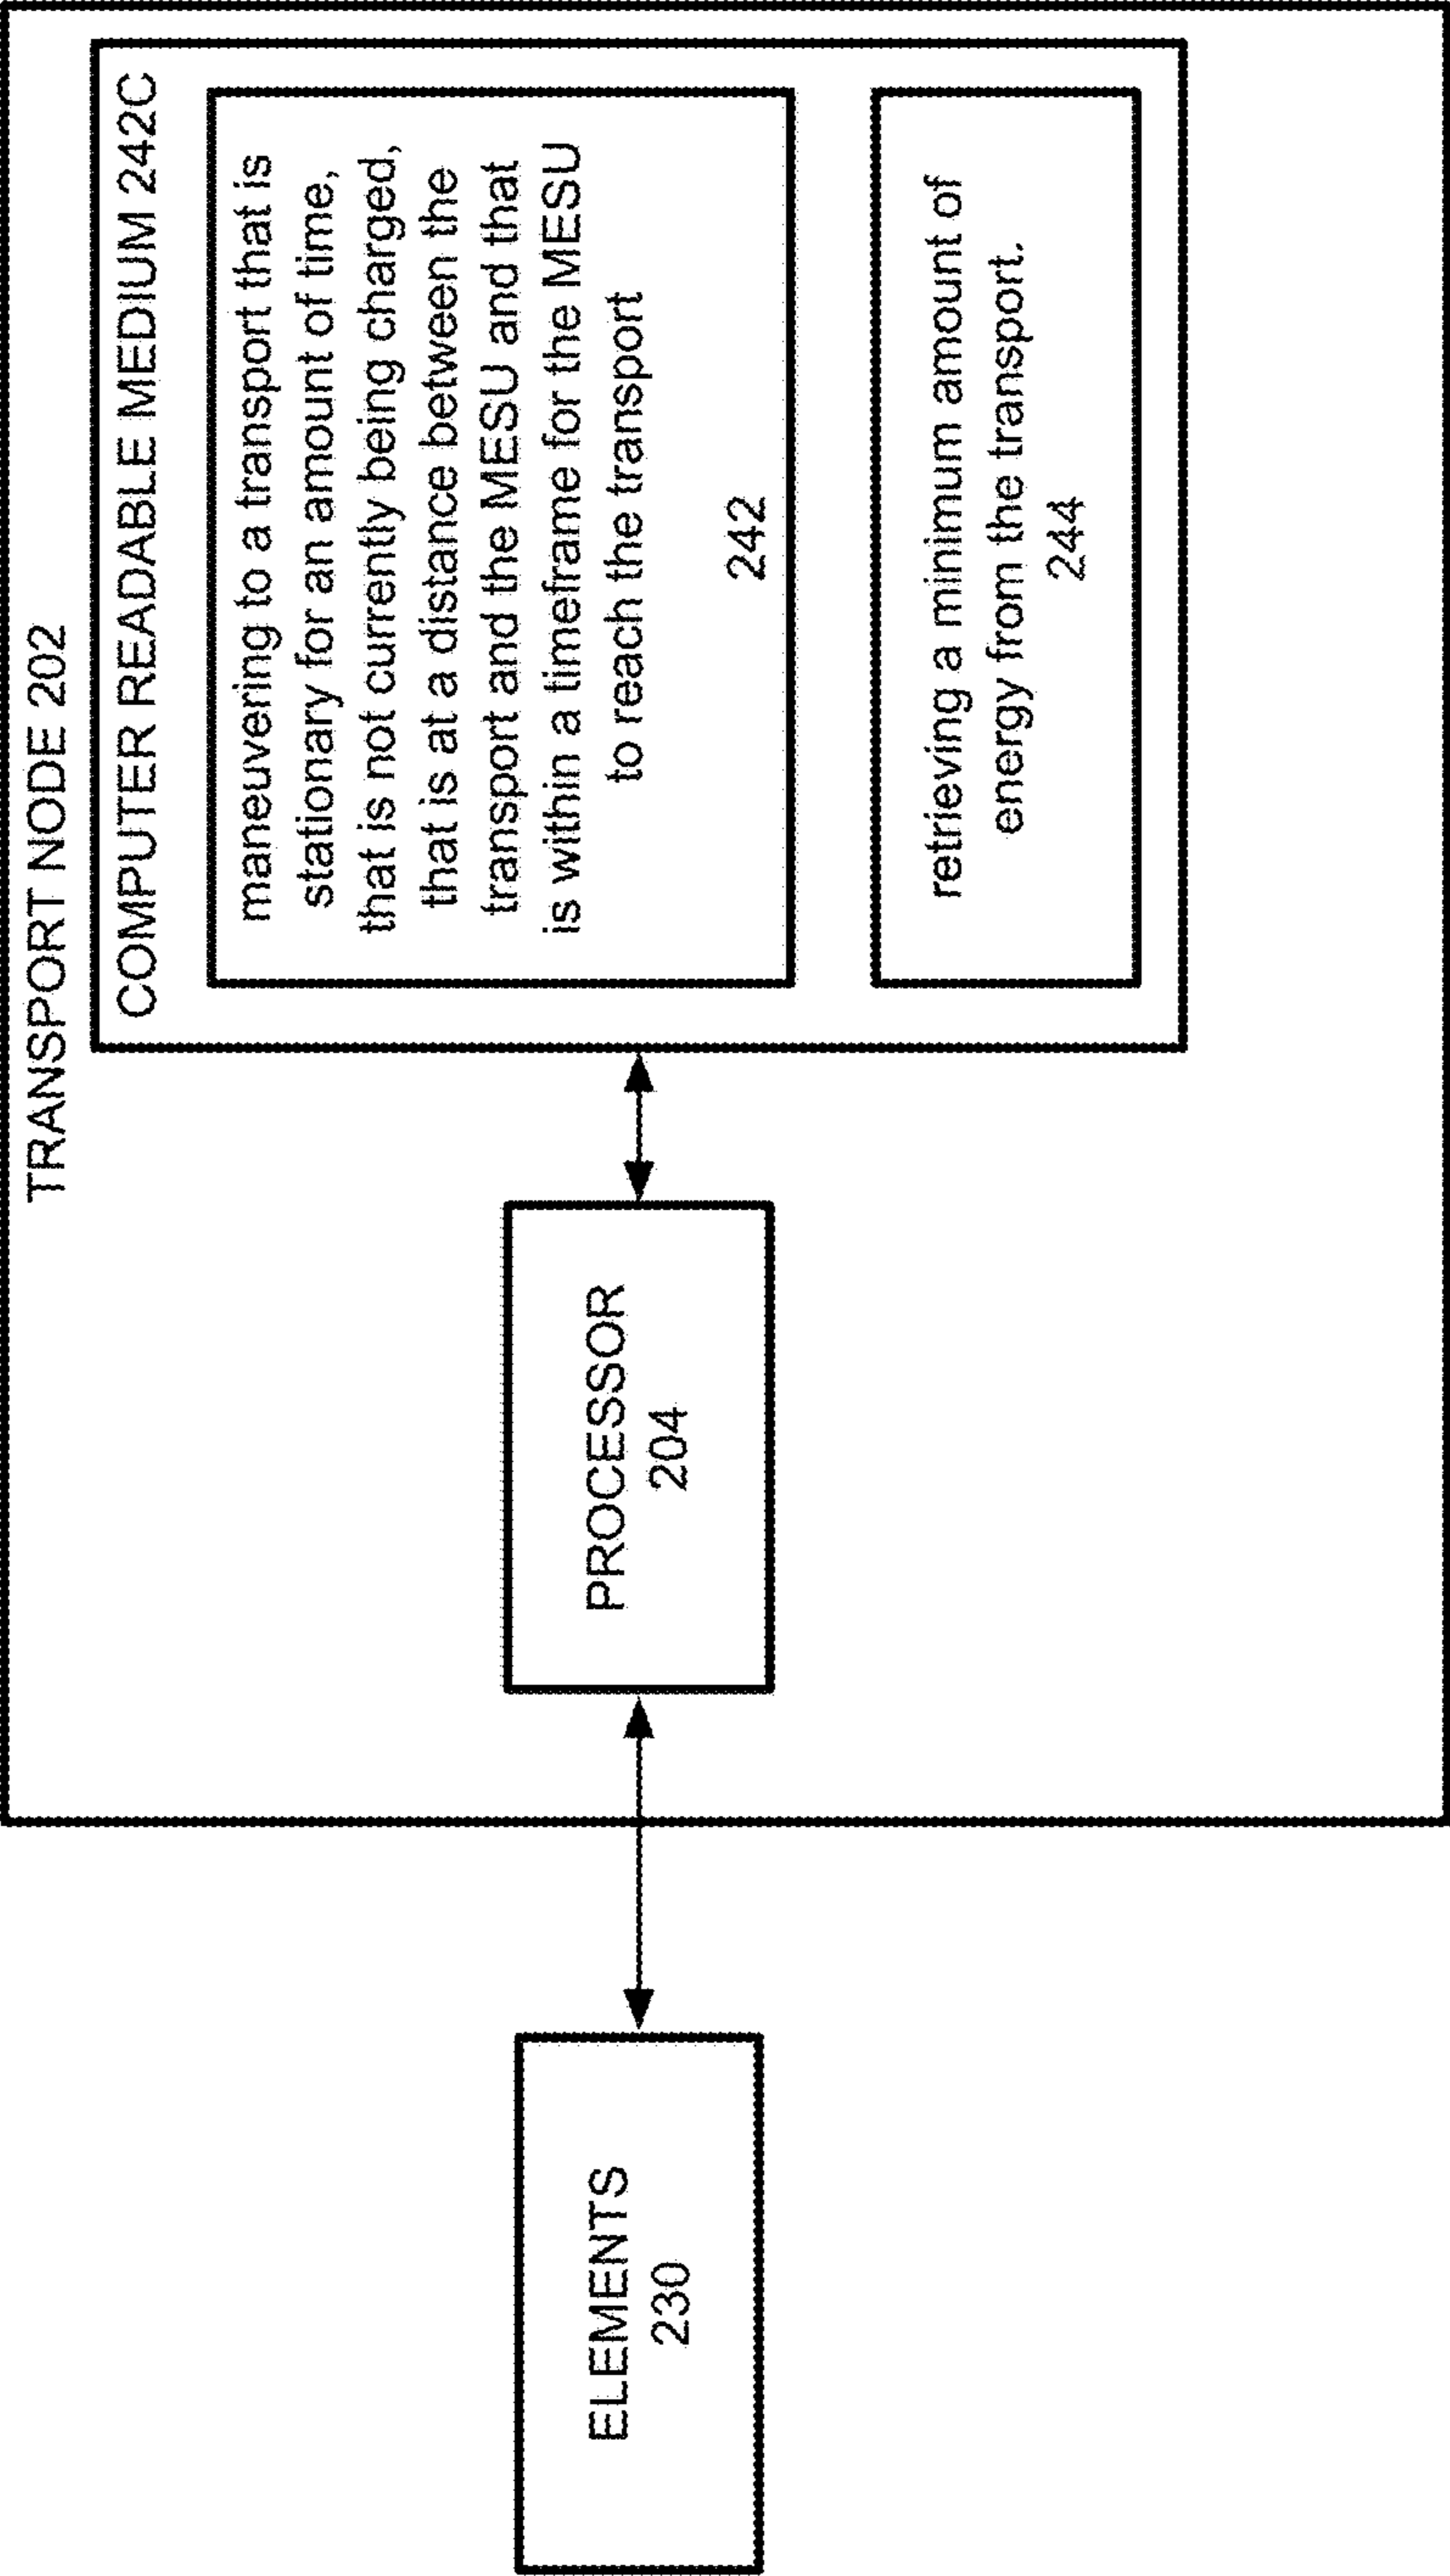 TRANSPORT NODE 202
COMPUTER READABLE MEDIUM 242C
maneuvering to a transport that is
stationary for an amount of time,
that is not currently being charged,
that is at a distance between the
transport and the MESU and that
is within a timeframe for the MESU
to reach the transport
242
retrieving a minimum amount of
energy from the transport.
244
PROCESSOR
204
ELEMENTS
230